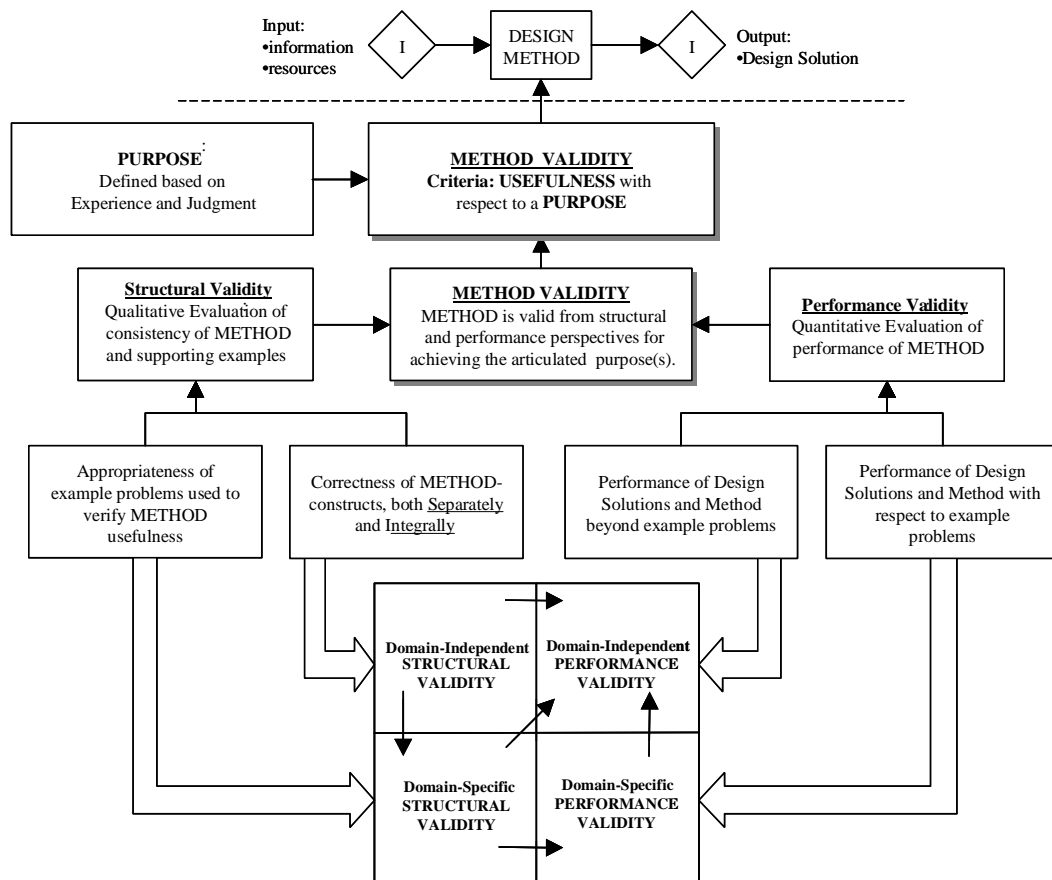 Input:
•information
•resources
I
DESIGN
METHOD
I
Output:
•Design Solution
PURPOSE:
Defined based on
Experience and Judgment
METHOD VALIDITY
Criteria: USEFULNESS with
respect to a PURPOSE
Structural Validity
Qualitative Evaluation of
consistency of METHOD
and supporting examples
METHOD VALIDITY
METHOD is valid from structural
and performance perspectives for
achieving the articulated purpose(s).
Performance Validity
Quantitative Evaluation of
performance of METHOD
Appropriateness of
example problems used to
verify METHOD
usefulness
Correctness of METHOD-
constructs, both Separately
and Integrally
Performance of Design
Solutions and Method
beyond example problems
Performance of Design
Solutions and Method with
respect to example
problems
Domain-Independent
STRUCTURAL
VALIDITY
Domain-Independent
PERFORMANCE
VALIDITY
Domain-Specific
STRUCTURAL
VALIDITY
Domain-Specific
PERFORMANCE
VALIDITY